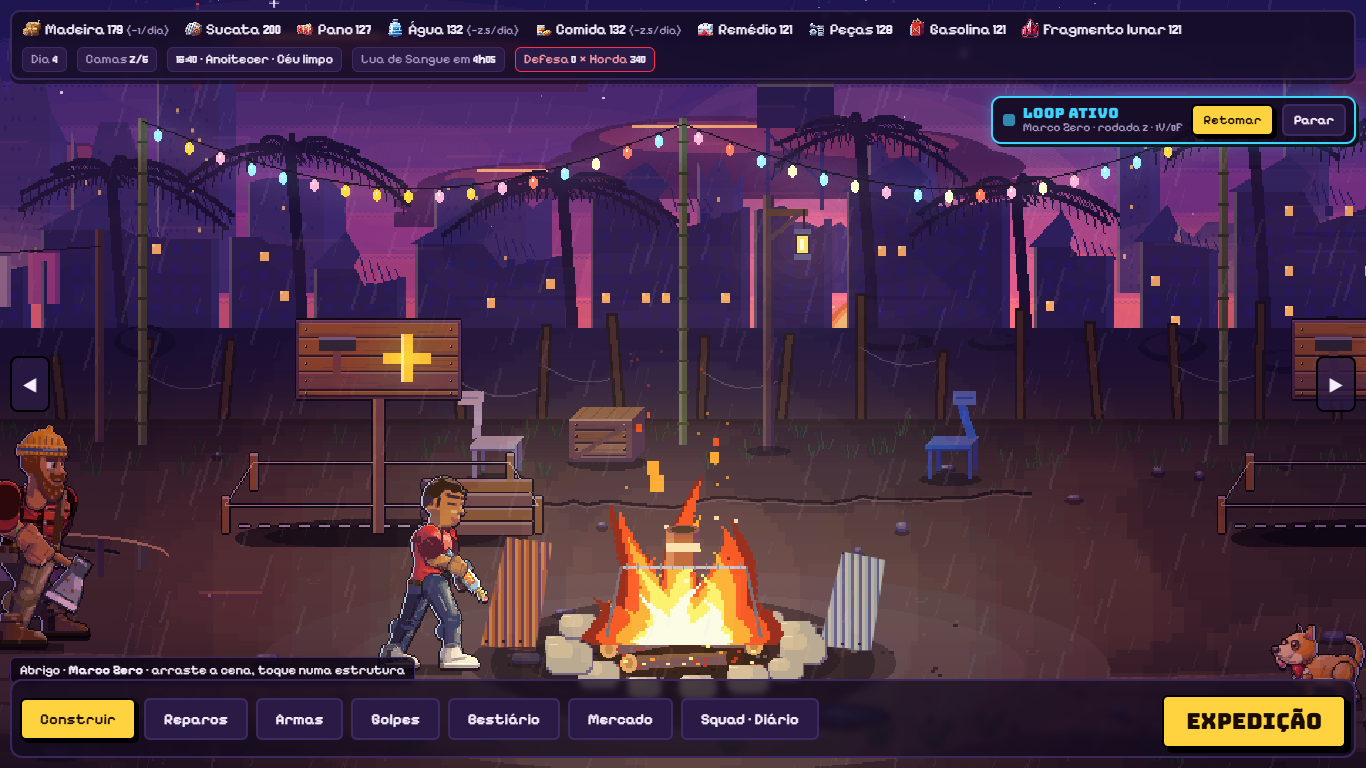 Madeira 179 (-1/dia) Sucata 200 Pano 127 Água 132 (-2.5/dia) Comida 132 (-2.5/dia) Remédio 121 Peças 129 Gasolina 121 Fragmento lunar 121
Dia 4 Camas 2/6 18:40 · Anoitecer · Céu limpo Lua de Sangue em 4h05 Defesa 0 × Horda 340
LOOP ATIVO
Marco Zero · rodada 2 · 1V/0F
Retomar Parar
Abrigo · Marco Zero · arraste a cena, toque numa estrutura
Construir Reparos Armas Golpes Bestiário Mercado Squad · Diário EXPEDIÇÃO